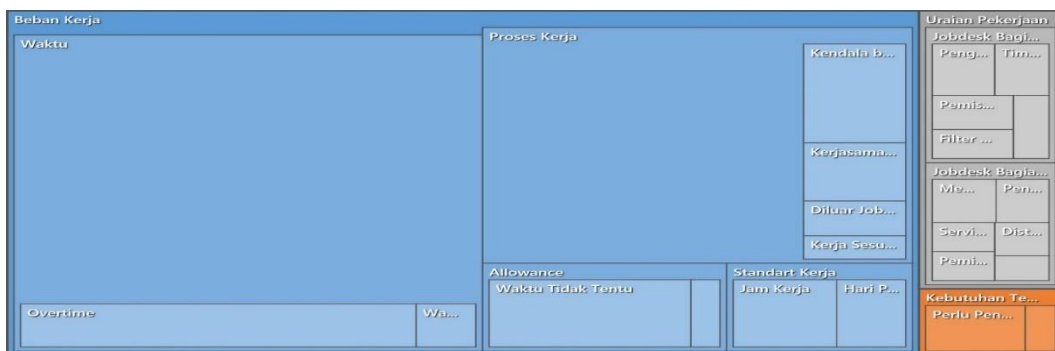 Beban Kerja
Waktu
Overtime
Wa...
Proses Kerja
Kendala b...
Kerjasama...
Diluar Job...
Kerja Sesu...
Allowance
Waktu Tidak Tentu
Standart Kerja
Jam Kerja
Hari P...
Uraian Pekerjaan
Jobdesk Bagi...
Peng...
Tim...
Pemis...
Filter ...
Jobdesk Bagia...
Me...
Pen...
Servi...
Dist...
Pemi...
Kebutuhan Te...
Perlu Pen...